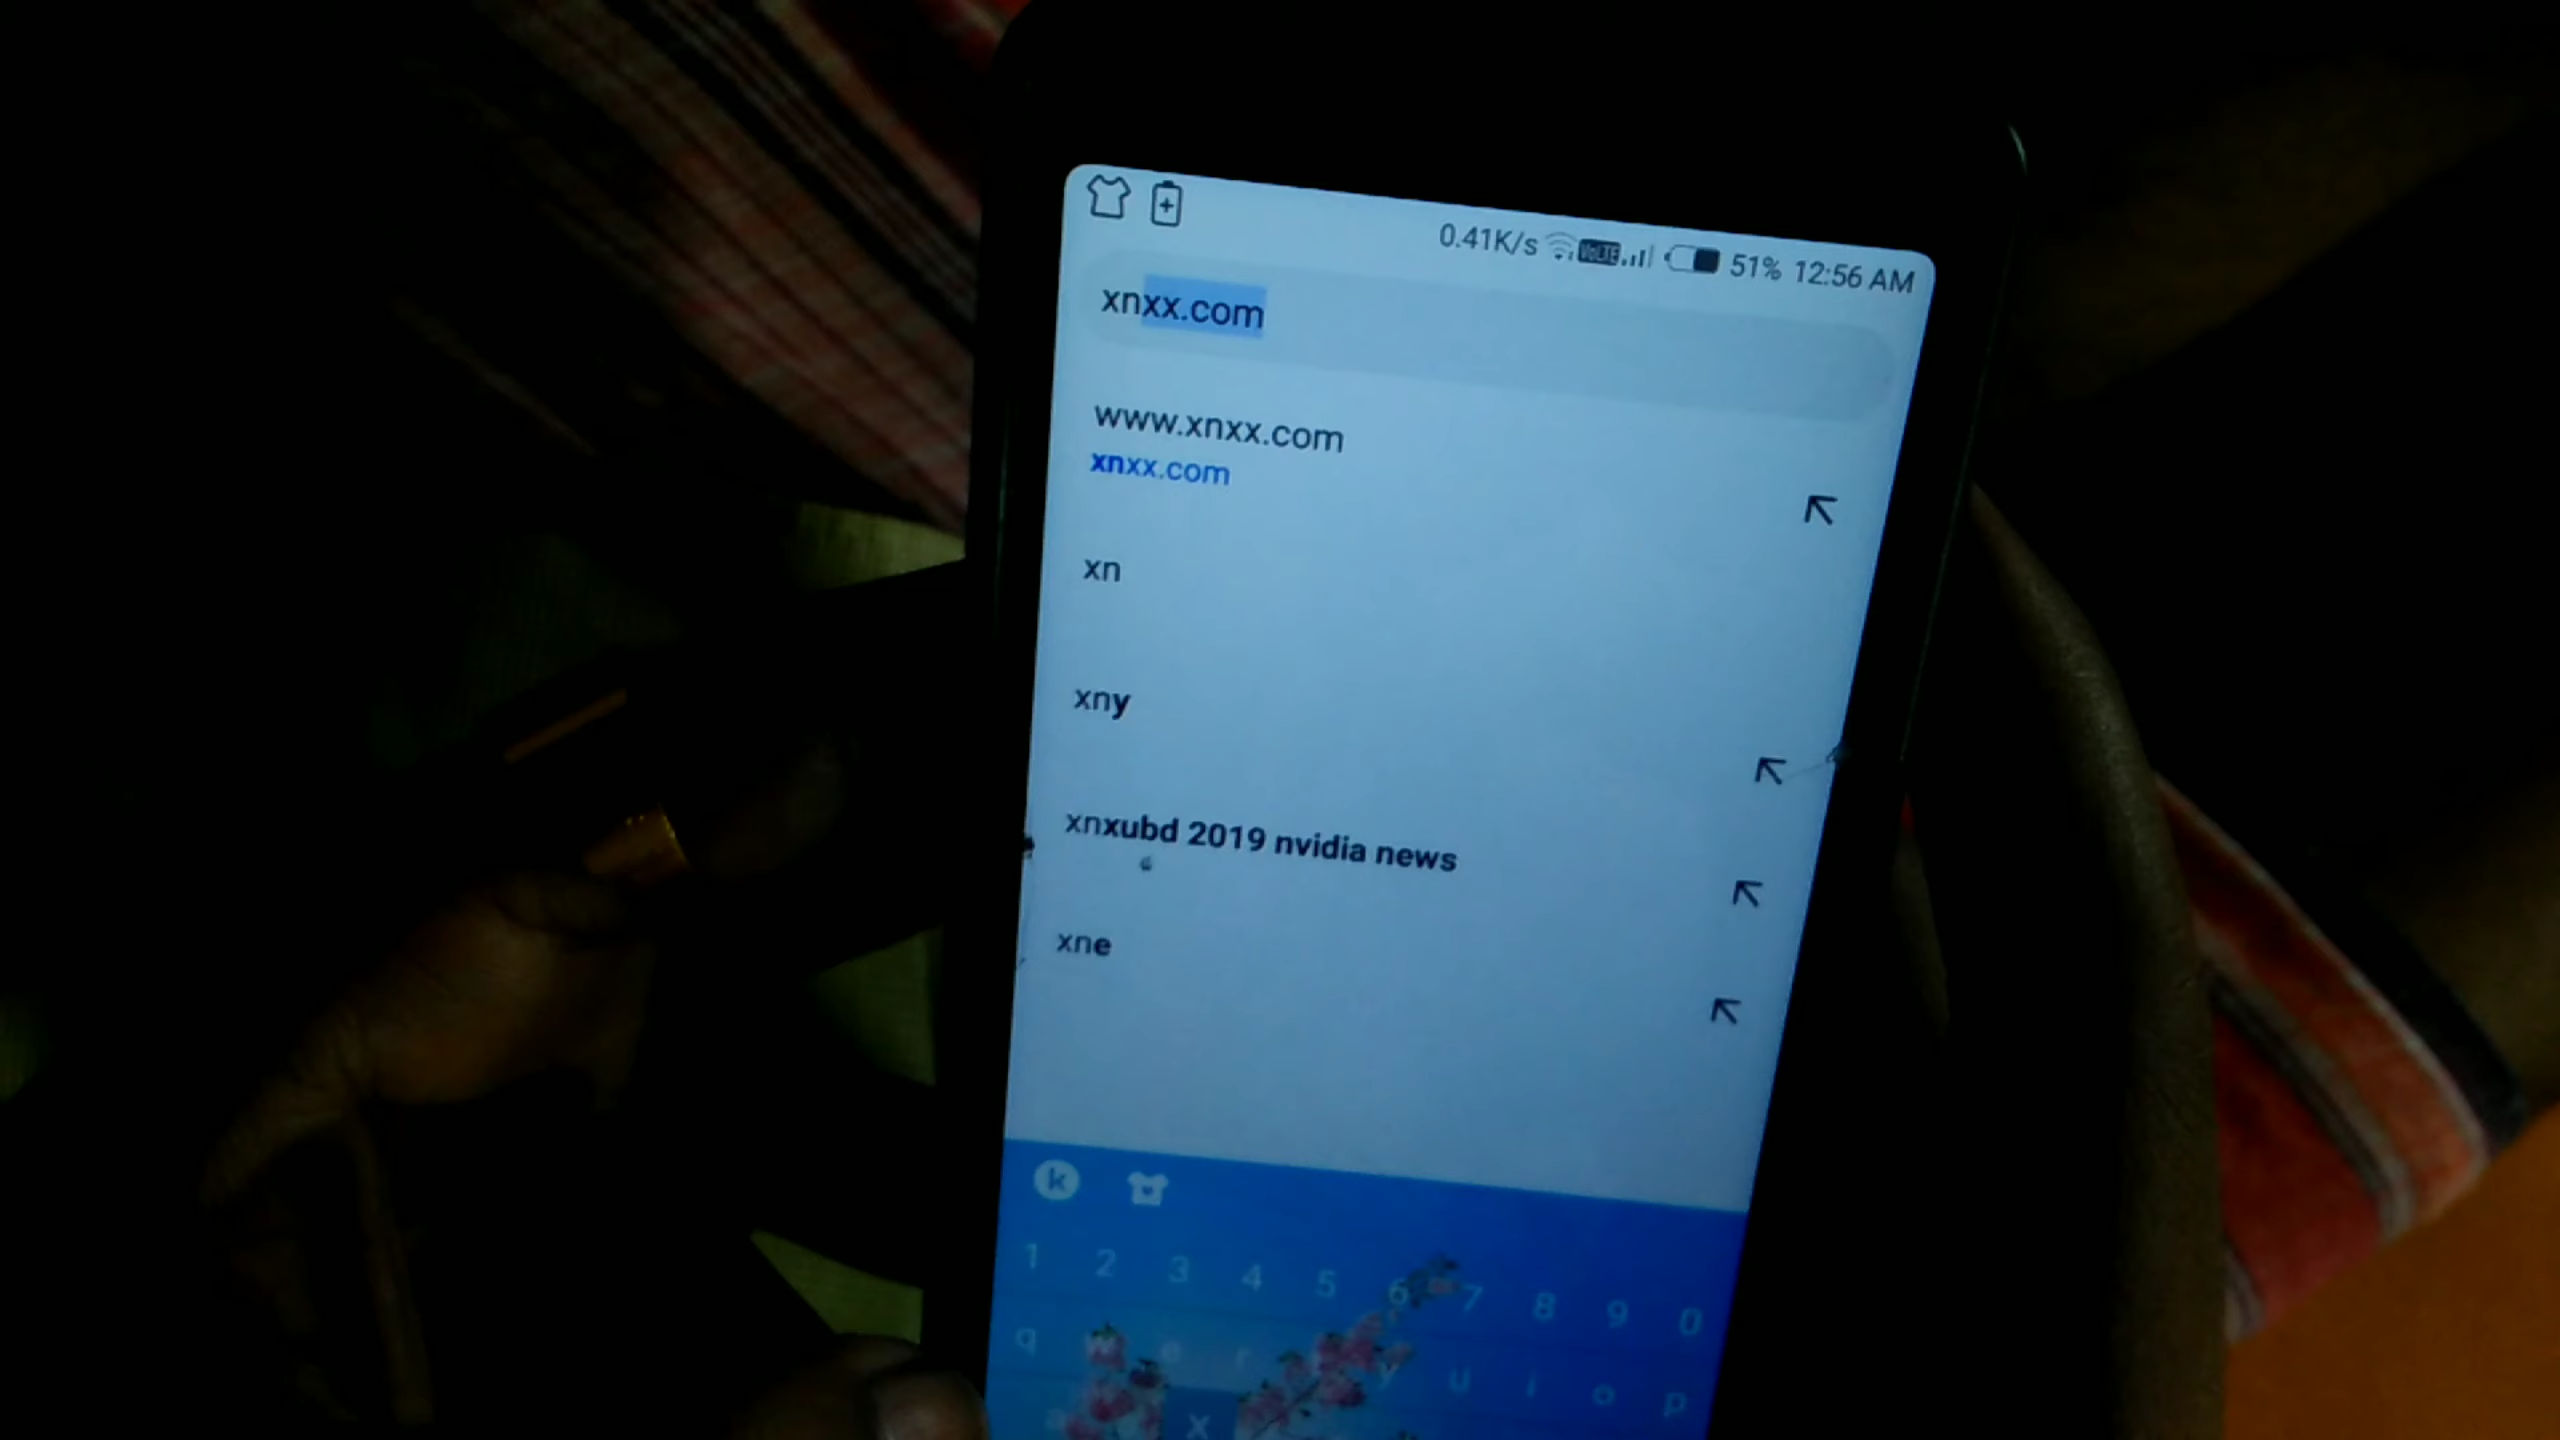 0.41K/s VoLTE 51% 12:56 AM
xnxx.com
www.xnxx.com
xnxx.com
xn
xny
xnxubd 2019 nvidia news
xne
k
1 2 3 4 5 6 7 8 9 0
q w e r y u i o p
a x